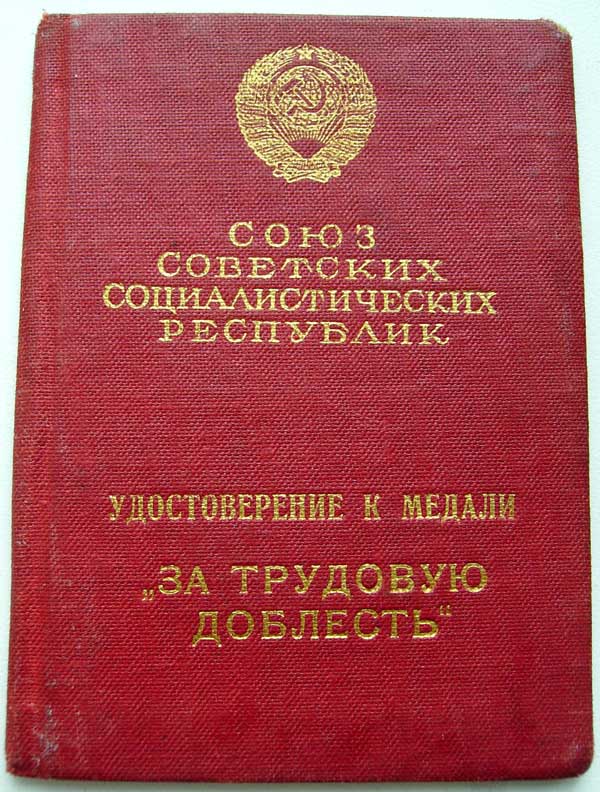 СОЮЗ
СОВЕТСКИХ
СОЦИАЛИСТИЧЕСКИХ
РЕСПУБЛИК
УДОСТОВЕРЕНИЕ К МЕДАЛИ
„ЗА ТРУДОВУЮ
ДОБЛЕСТЬ“